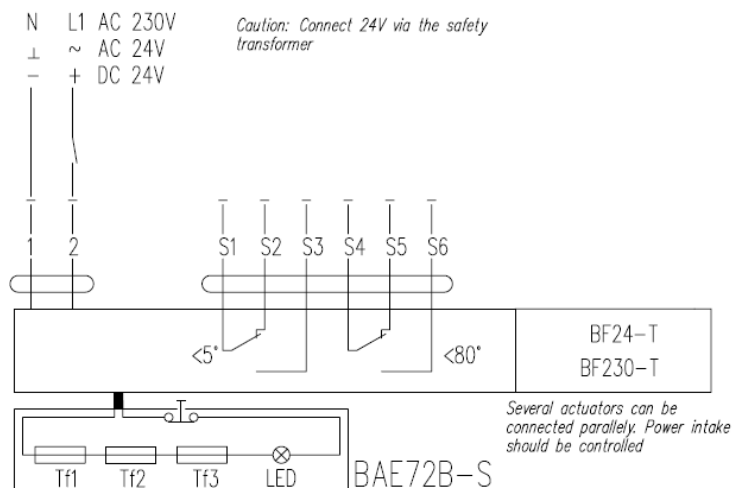 N L1 AC 230V
⊥ ~ AC 24V
− + DC 24V
Caution: Connect 24V via the safety
transformer
1 2 S1 S2 S3 S4 S5 S6
<5° <80°
BF24-T
BF230-T
Several actuators can be
connected parallely. Power intake
should be controlled
Tf1 Tf2 Tf3 LED BAE72B-S